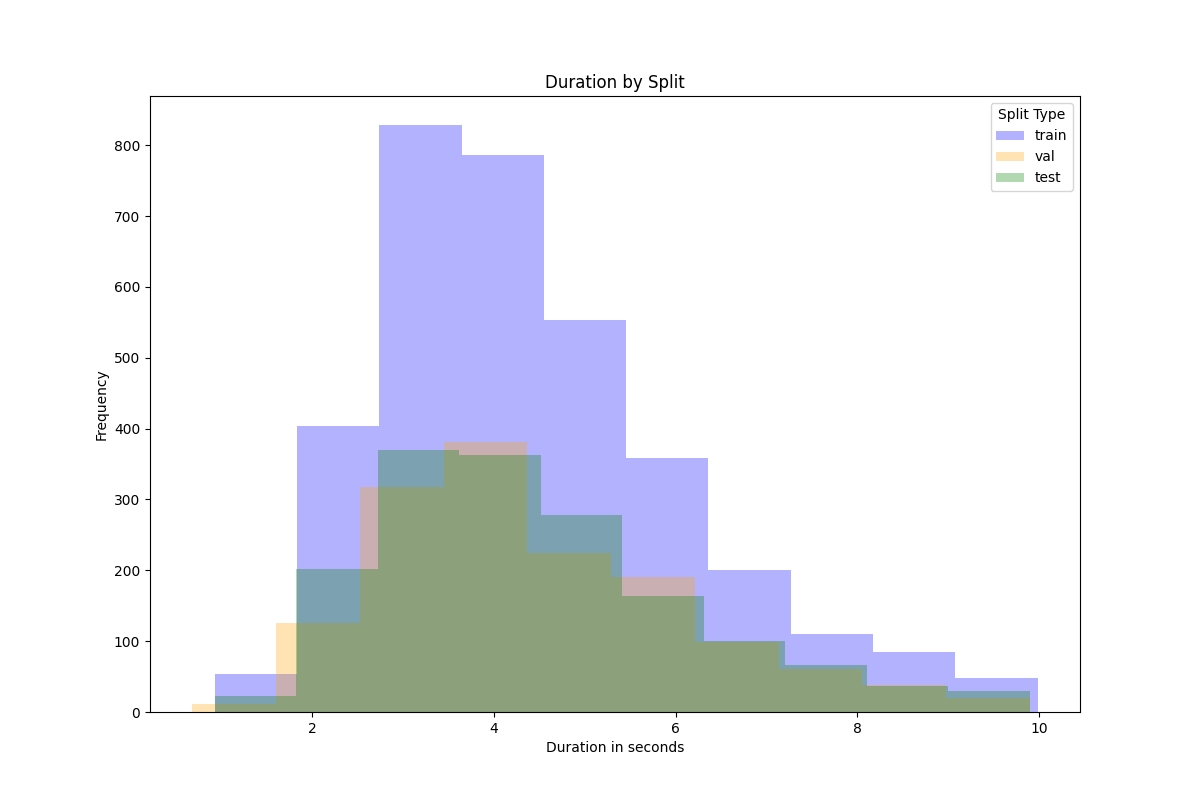 Duration by Split
Split Type
train
val
test
800
700
600
500
400
300
200
100
0
Frequency
2 4 6 8 10
Duration in seconds